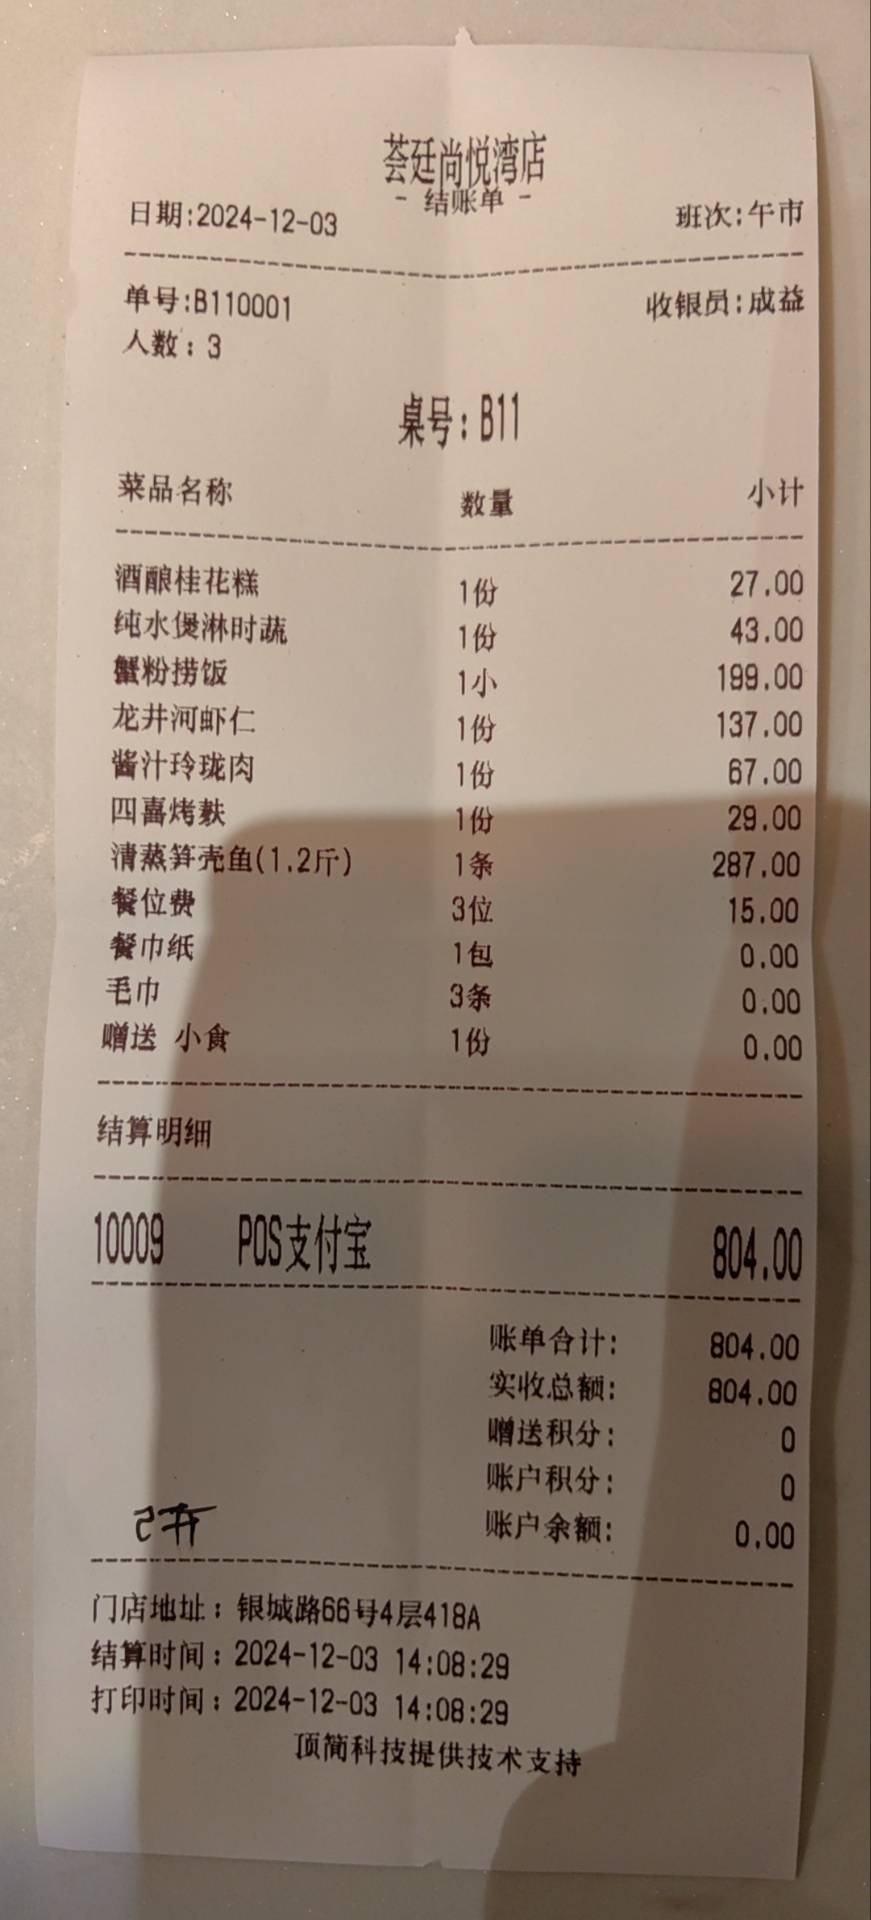 荟廷尚悦湾店
- 结账单 -
日期:2024-12-03 班次:午市
单号:B110001 收银员:成益
人数：3
桌号：B11
菜品名称 数量 小计
酒酿桂花糕 1份 27.00
纯水煲淋时蔬 1份 43.00
蟹粉捞饭 1小 199.00
龙井河虾仁 1份 137.00
酱汁玲珑肉 1份 67.00
四喜烤麸 1份 29.00
清蒸笋壳鱼(1.2斤) 1条 287.00
餐位费 3位 15.00
餐巾纸 1包 0.00
毛巾 3条 0.00
赠送 小食 1份 0.00
结算明细
10009 POS支付宝 804.00
账单合计: 804.00
实收总额: 804.00
赠送积分: 0
账户积分: 0
已开 账户余额: 0.00
门店地址：银城路66号4层418A
结算时间：2024-12-03 14:08:29
打印时间：2024-12-03 14:08:29
顶简科技提供技术支持